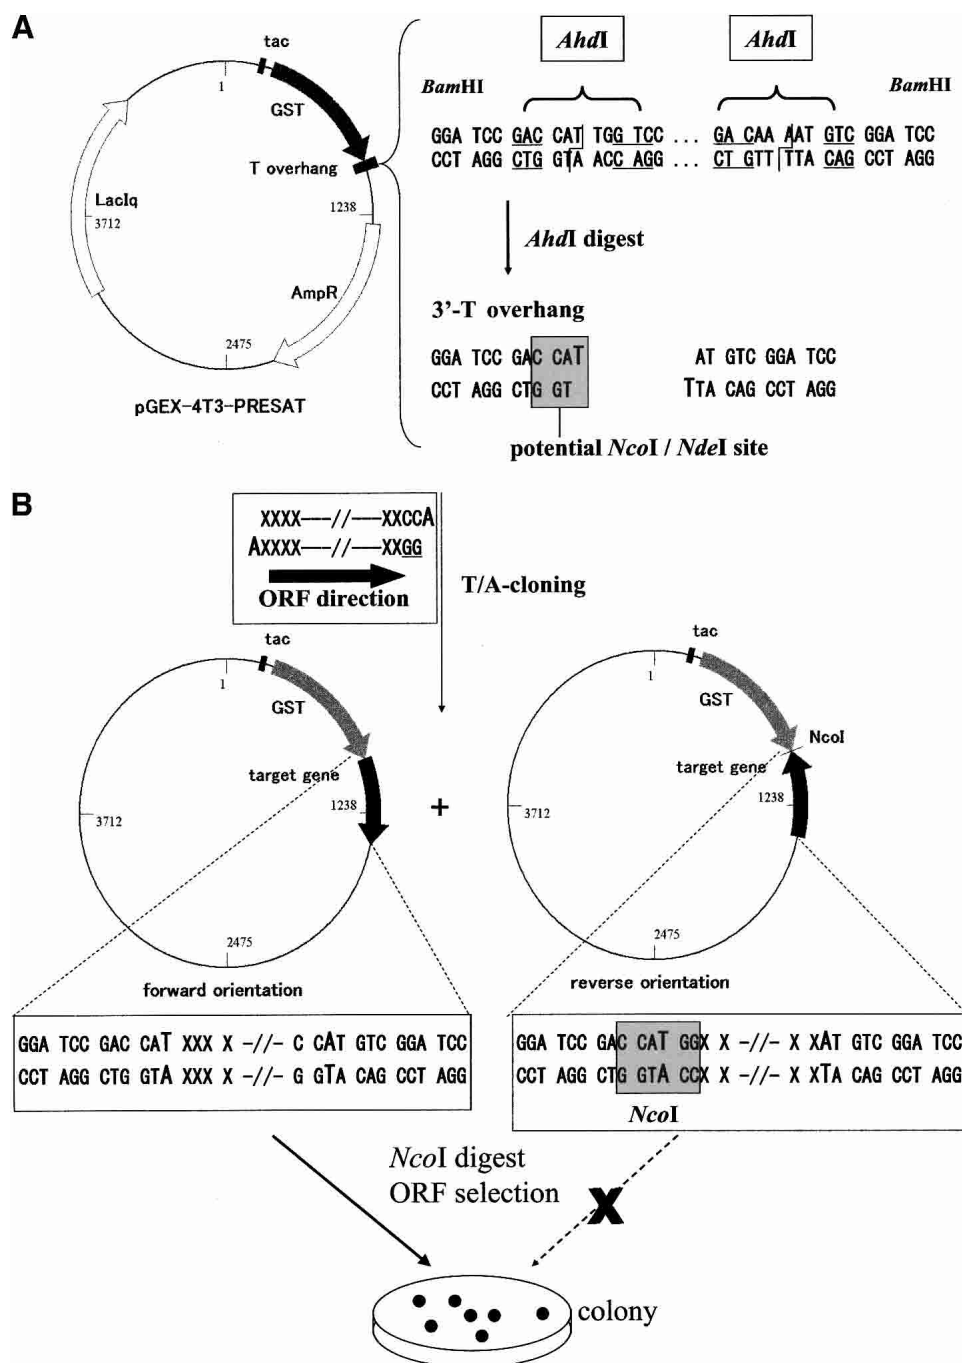 A
tac
1
GST
T overhang
LacIq
3712
1238
AmpR
2475
pGEX-4T3-PRESAT
AhdI
AhdI
BamHI
BamHI
GGA TCC GAC CAT TGG TCC ... GA CAA AAT GTC GGA TCC
CCT AGG CTG GTA ACC AGG ... CT GTT TTA CAG CCT AGG
AhdI digest
3'-T overhang
GGA TCC GAC CAT AT GTC GGA TCC
CCT AGG CTG GT TTA CAG CCT AGG
potential NcoI / NdeI site
B
XXXX—//—XXCCA
AXXXX—//—XXGG
ORF direction
T/A-cloning
tac
1
GST
target gene
1238
3712
2475
forward orientation
+
tac
1
GST
NcoI
target gene
1238
3712
2475
reverse orientation
GGA TCC GAC CAT XXX X -//- C CAT GTC GGA TCC
CCT AGG CTG GTA XXX X -//- G GTA CAG CCT AGG
GGA TCC GAC CAT GGX X -//- X XAT GTC GGA TCC
CCT AGG CTG GTA CCX X -//- X XTA CAG CCT AGG
NcoI
NcoI digest
ORF selection
X
colony